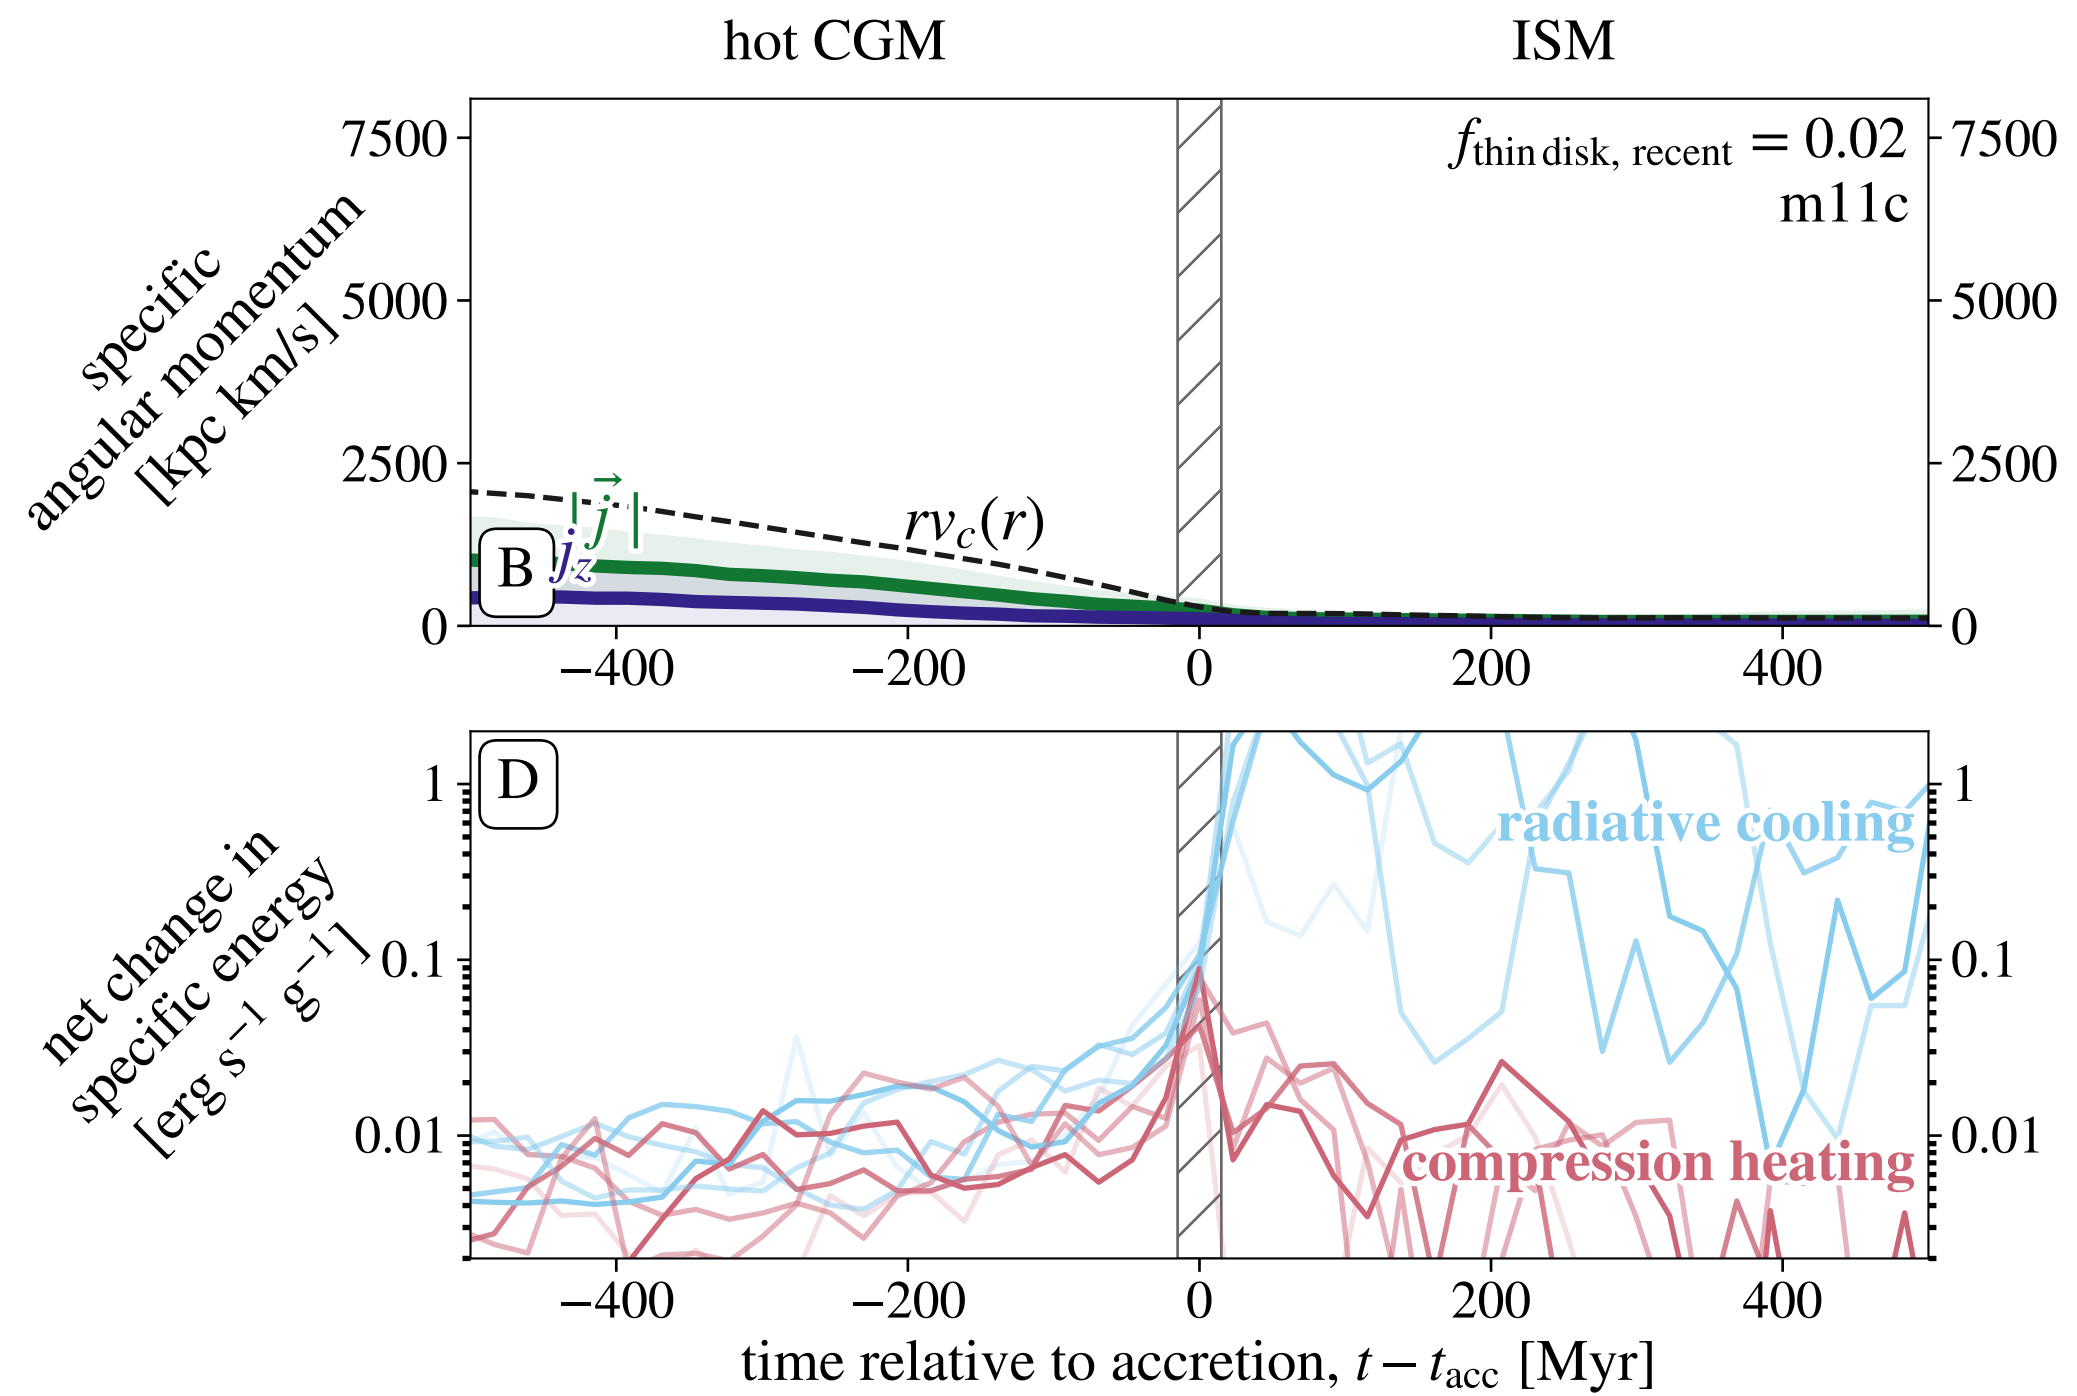 hot CGM
ISM
specific
angular momentum
[kpc km/s]
7500
5000
2500
0
|j⃗|
j_z
B
rv_c(r)
f_thin disk, recent = 0.02
m11c
7500
5000
2500
0
−400
−200
0
200
400
net change in
specific energy
[erg s⁻¹ g⁻¹]
1
0.1
0.01
D
radiative cooling
compression heating
1
0.1
0.01
−400
−200
0
200
400
time relative to accretion, t − t_acc [Myr]